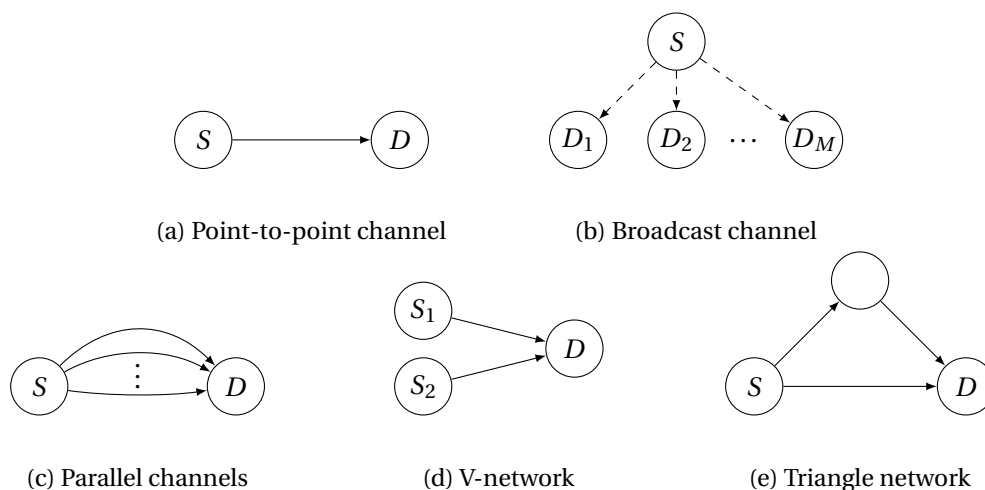 S
S D
D1 D2 ··· DM
(a) Point-to-point channel
(b) Broadcast channel
S ⋮ D
S1
S2
D
S D
(c) Parallel channels
(d) V-network
(e) Triangle network